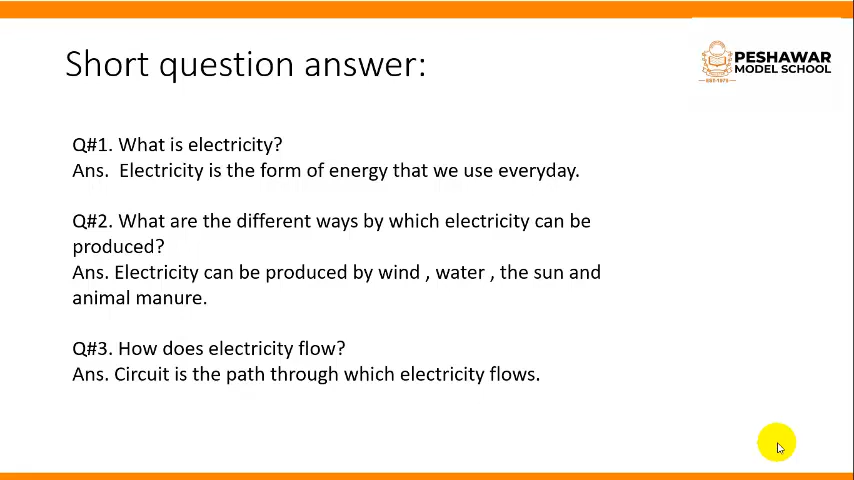 Short question answer:
PESHAWAR
MODEL SCHOOL
EST-1973
Q#1. What is electricity?
Ans.  Electricity is the form of energy that we use everyday.
Q#2. What are the different ways by which electricity can be
produced?
Ans. Electricity can be produced by wind , water , the sun and
animal manure.
Q#3. How does electricity flow?
Ans. Circuit is the path through which electricity flows.